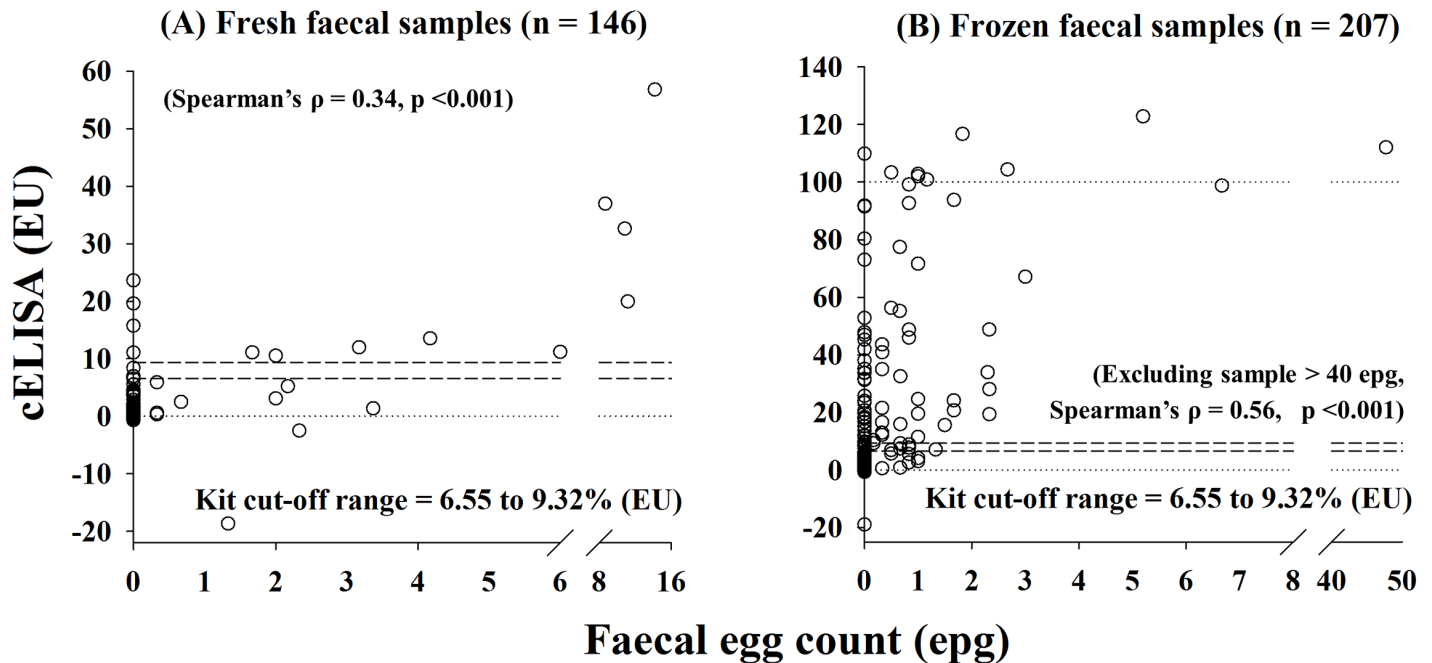 (A) Fresh faecal samples (n = 146)
(B) Frozen faecal samples (n = 207)
cELISA (EU)
60
50
40
30
20
10
0
-10
-20
(Spearman's ρ = 0.34, p <0.001)
Kit cut-off range = 6.55 to 9.32% (EU)
0 1 2 3 4 5 6 8 16
140
120
100
80
60
40
20
0
-20
(Excluding sample > 40 epg,
Spearman's ρ = 0.56, p <0.001)
Kit cut-off range = 6.55 to 9.32% (EU)
0 1 2 3 4 6 7 8 40 50
Faecal egg count (epg)